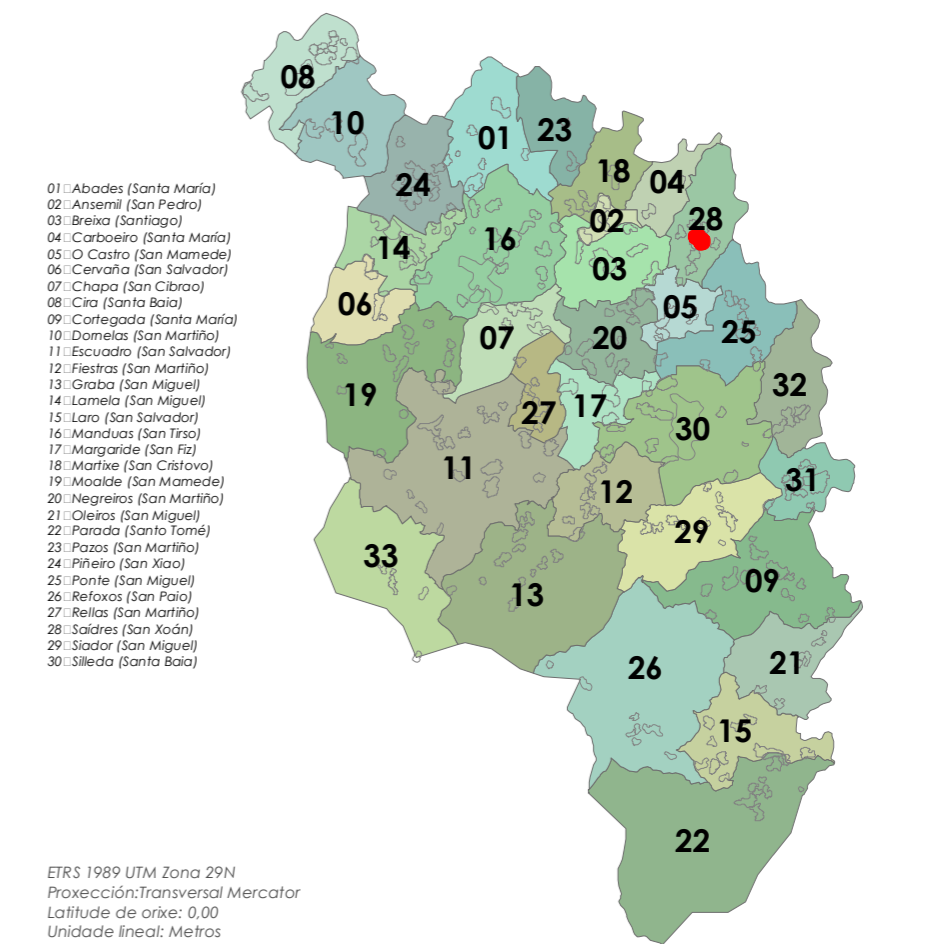 08
10
01
23
18
04
24
28
02
16
14
03
06
05
25
07
20
32
19
27
17
30
11
31
12
29
33
09
13
26
21
15
22
01□Abades (Santa María)
02□Ansemil (San Pedro)
03□Breixa (Santiago)
04□Carboeiro (Santa María)
05□O Castro (San Mamede)
06□Cervaña (San Salvador)
07□Chapa (San Cibrao)
08□Cira (Santa Baia)
09□Cortegada (Santa María)
10□Dornelas (San Martiño)
11□Escuadro (San Salvador)
12□Fiestras (San Martiño)
13□Graba (San Miguel)
14□Lamela (San Miguel)
15□Laro (San Salvador)
16□Manduas (San Tirso)
17□Margaride (San Fiz)
18□Martixe (San Cristovo)
19□Moalde (San Mamede)
20□Negreiros (San Martiño)
21□Oleiros (San Miguel)
22□Parada (Santo Tomé)
23□Pazos (San Martiño)
24□Piñeiro (San Xiao)
25□Ponte (San Miguel)
26□Refoxos (San Paio)
27□Rellas (San Martiño)
28□Saídres (San Xoán)
29□Siador (San Miguel)
30□Silleda (Santa Baia)
ETRS 1989 UTM Zona 29N
Proxección:Transversal Mercator
Latitude de orixe: 0,00
Unidade lineal: Metros